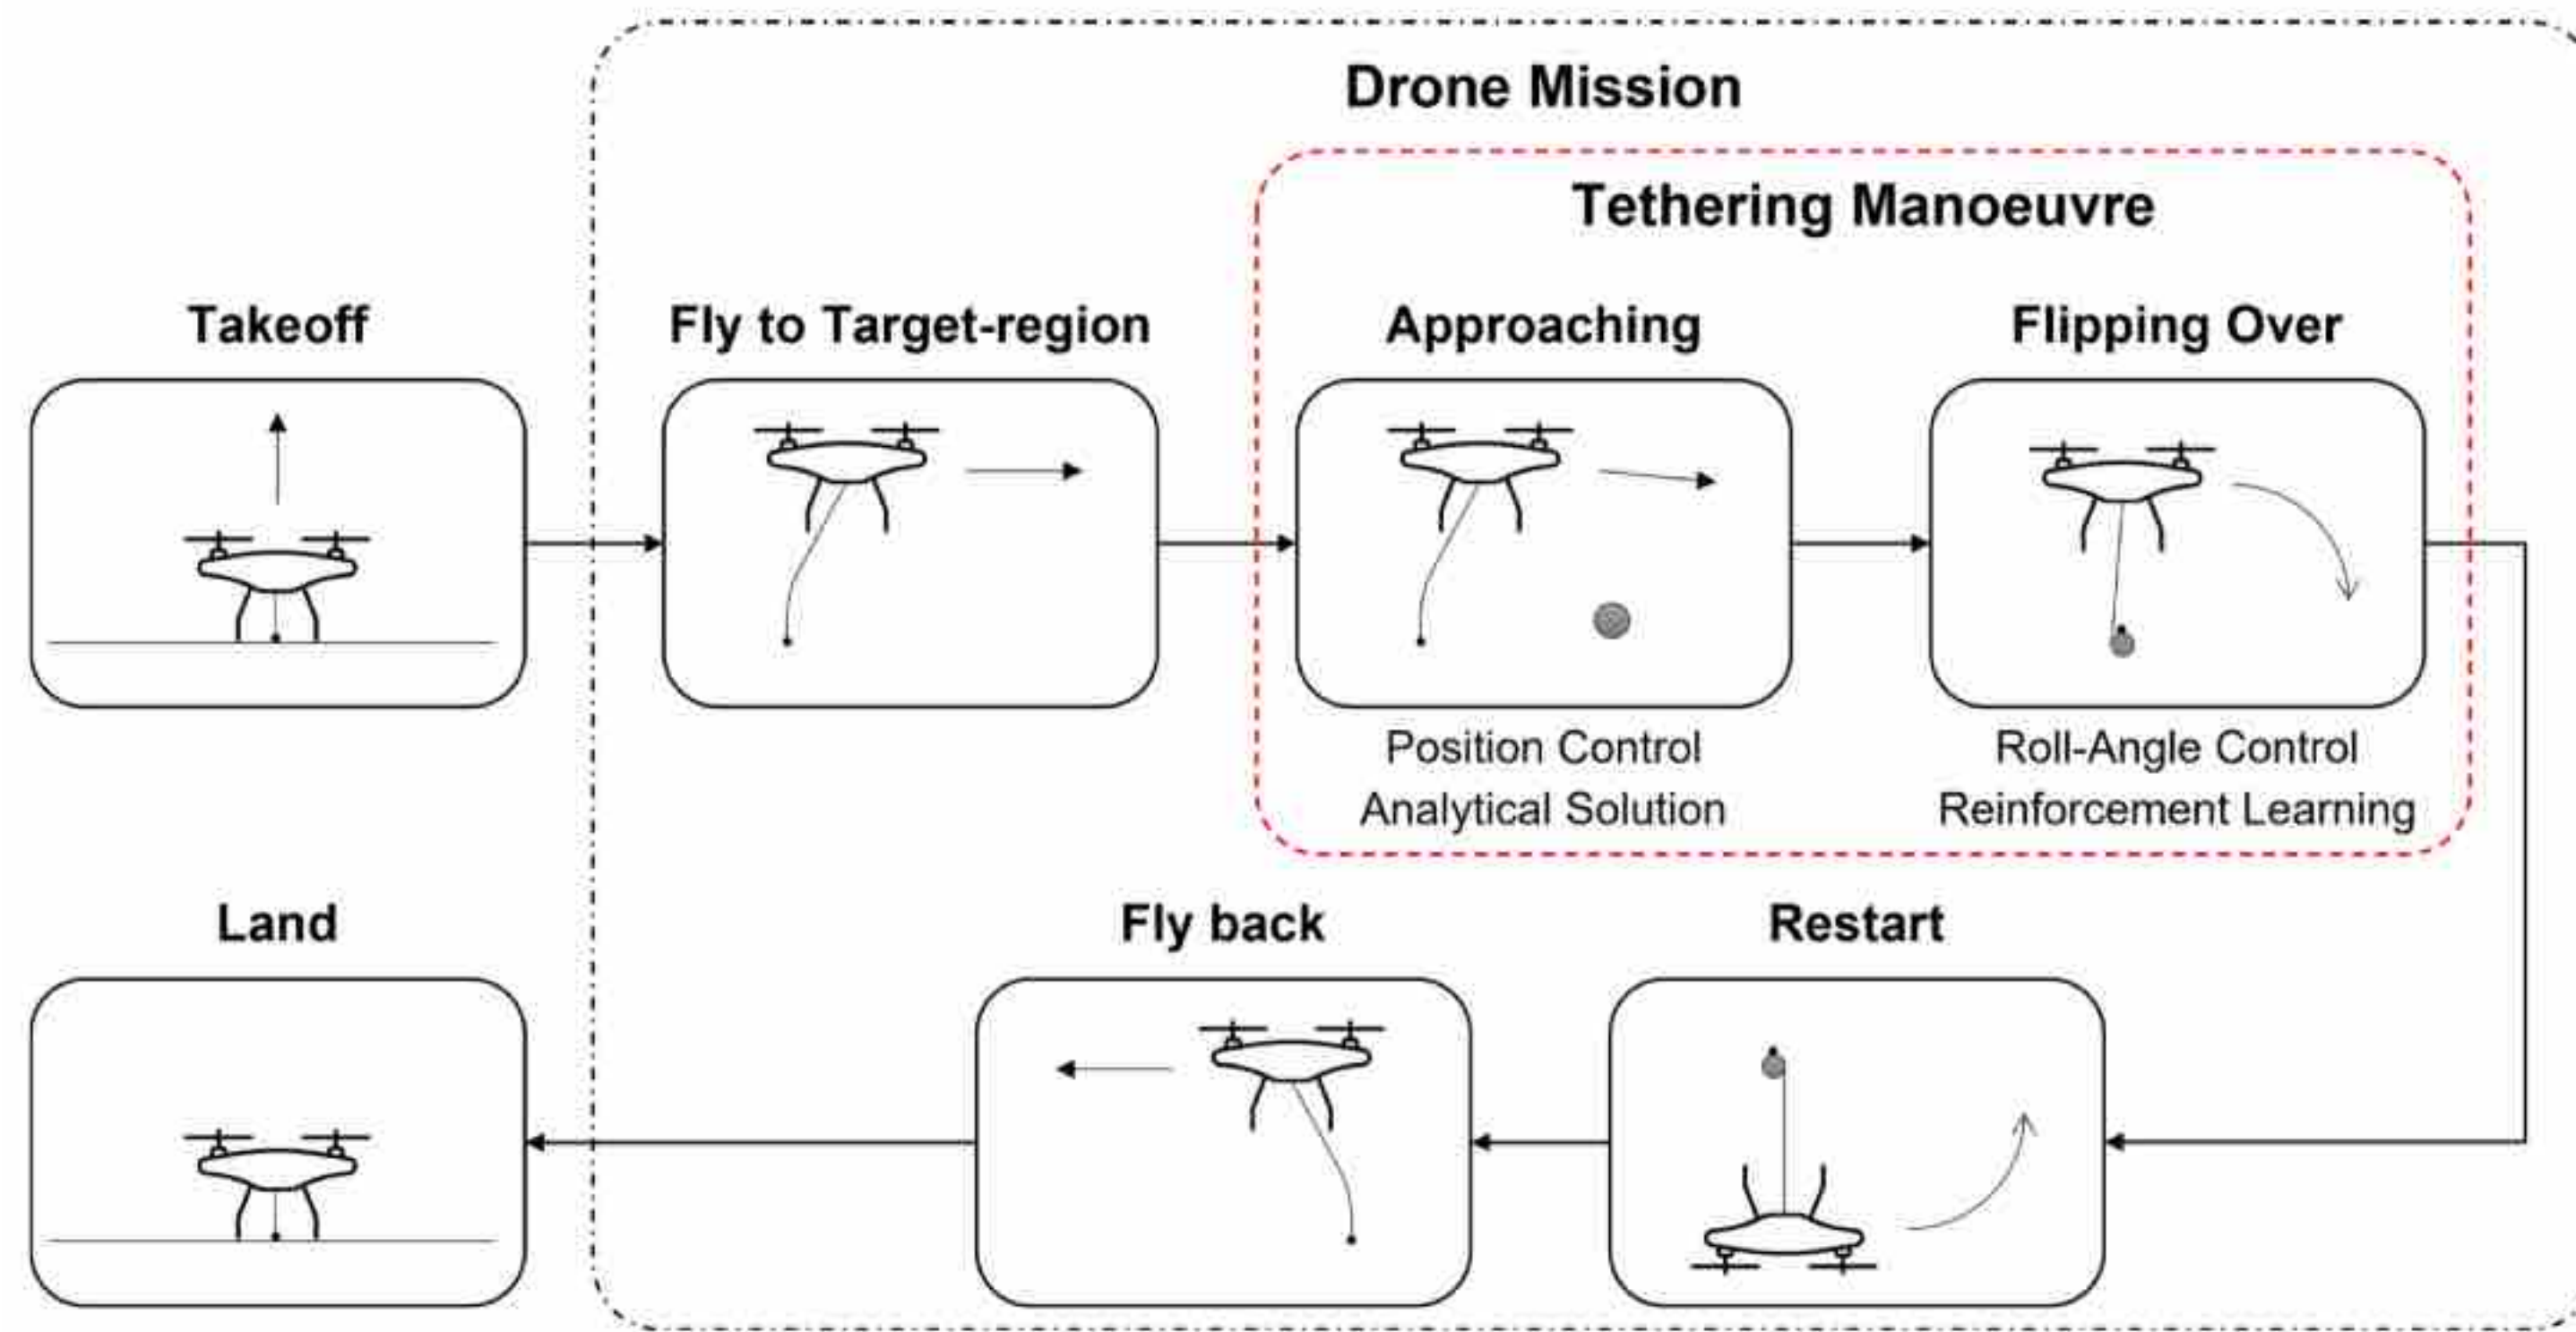 Drone Mission
Tethering Manoeuvre
Takeoff
Fly to Target-region
Approaching
Flipping Over
Position Control
Analytical Solution
Roll-Angle Control
Reinforcement Learning
Land
Fly back
Restart